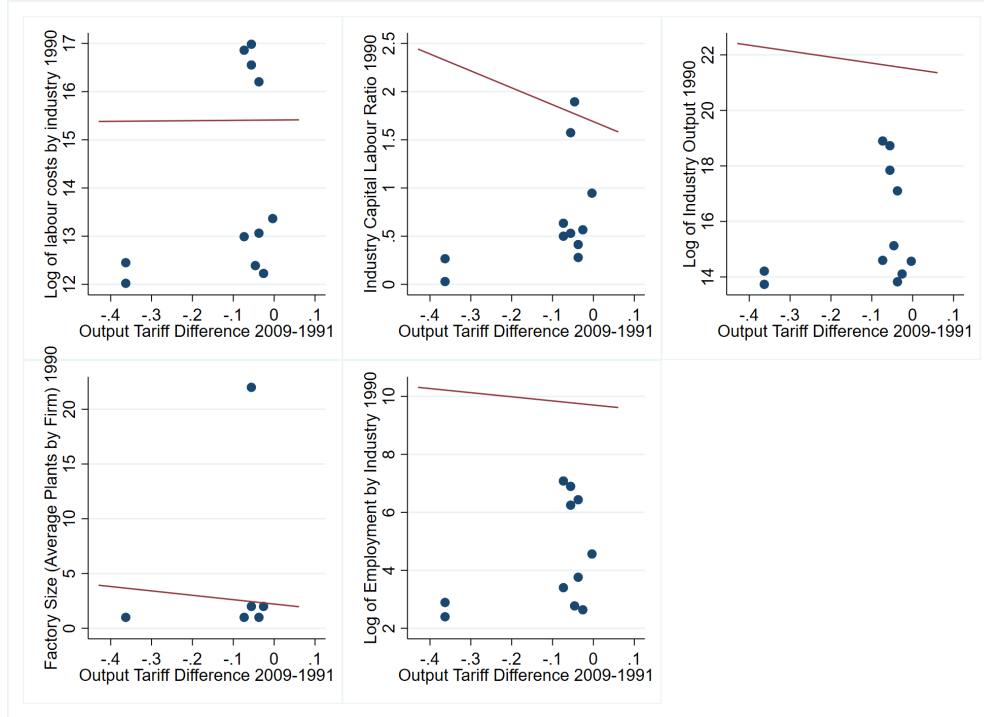 Log of labour costs by industry 1990
17
16
15
14
13
12
-.4 -.3 -.2 -.1 0 .1
Output Tariff Difference 2009-1991
Industry Capital Labour Ratio 1990
2.5
2
1.5
1
.5
0
-.4 -.3 -.2 -.1 0 .1
Output Tariff Difference 2009-1991
Log of Industry Output 1990
22
20
18
16
14
-.4 -.3 -.2 -.1 0 .1
Output Tariff Difference 2009-1991
Factory Size (Average Plants by Firm) 1990
20
15
10
5
0
-.4 -.3 -.2 -.1 0 .1
Output Tariff Difference 2009-1991
Log of Employment by Industry 1990
10
8
6
4
2
-.4 -.3 -.2 -.1 0 .1
Output Tariff Difference 2009-1991